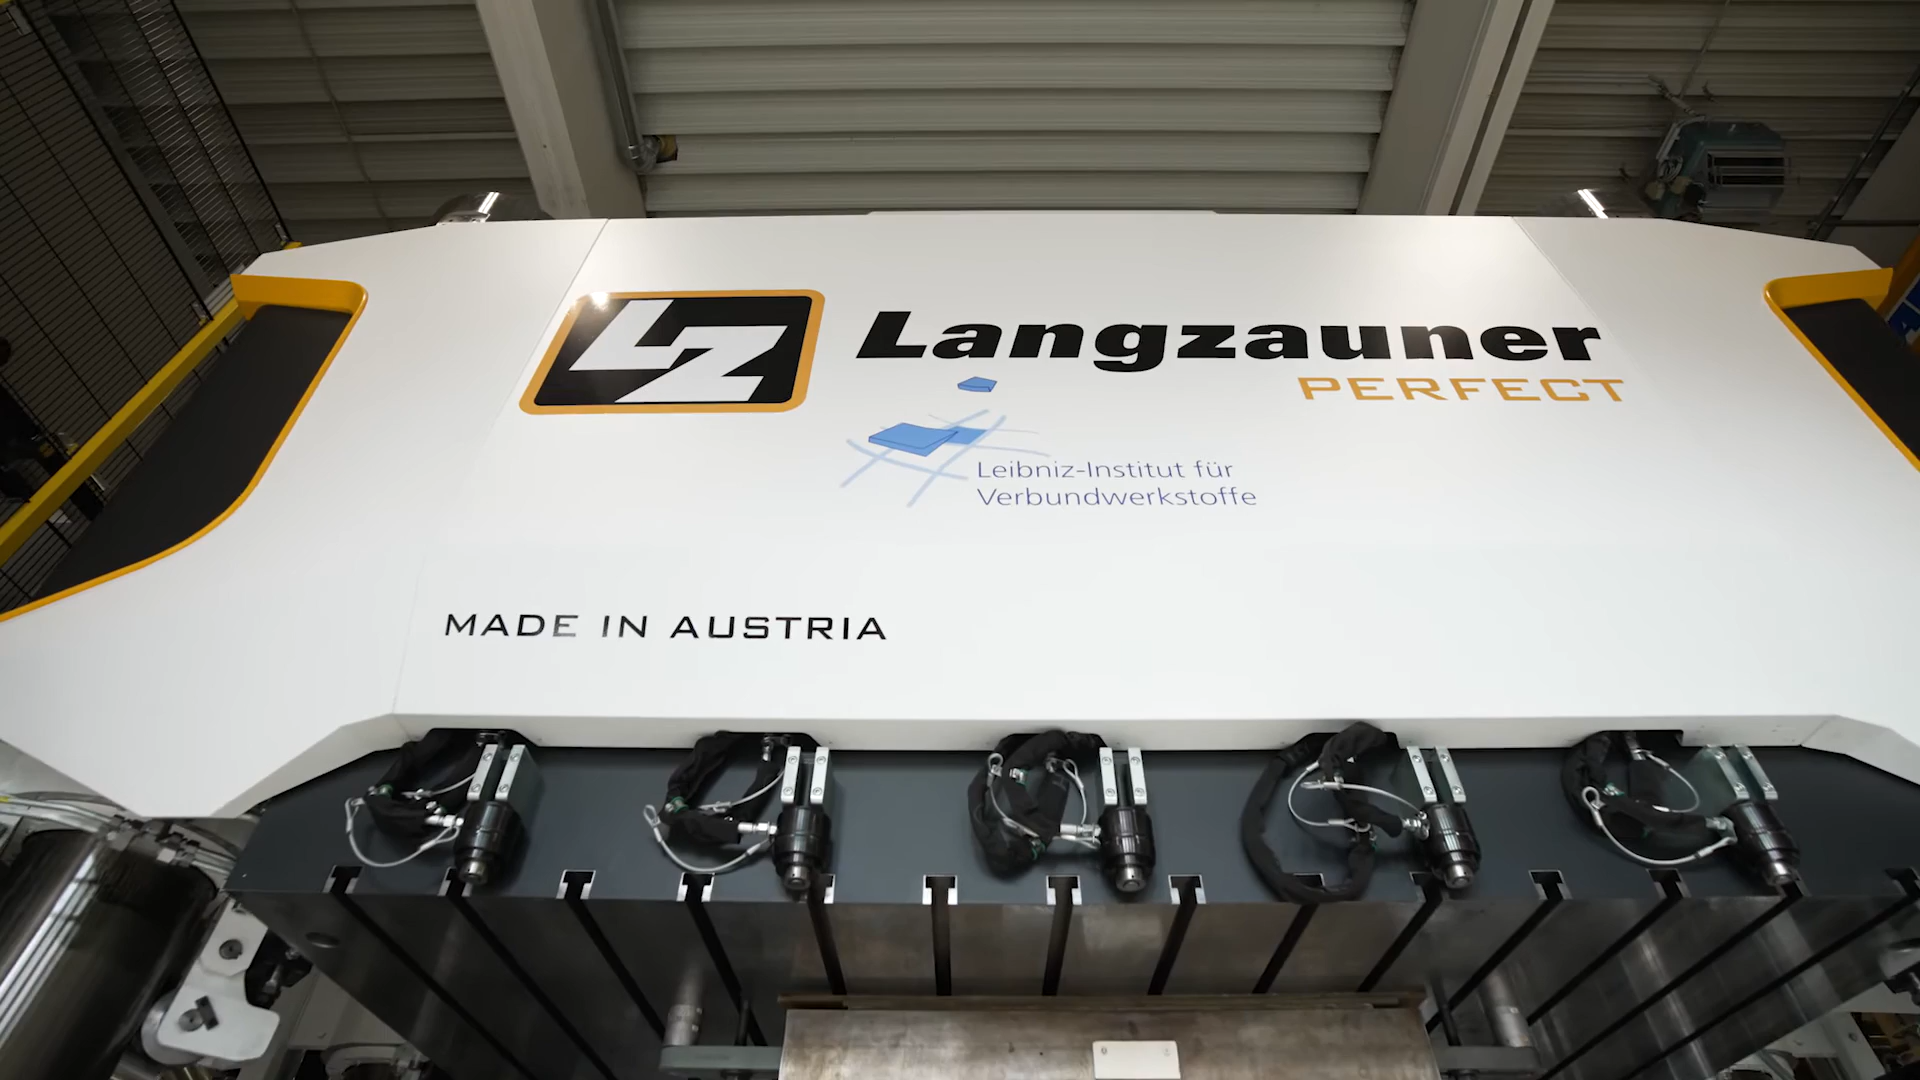 LZ
Langzauner
PERFECT
Leibniz-Institut für
Verbundwerkstoffe
MADE IN AUSTRIA